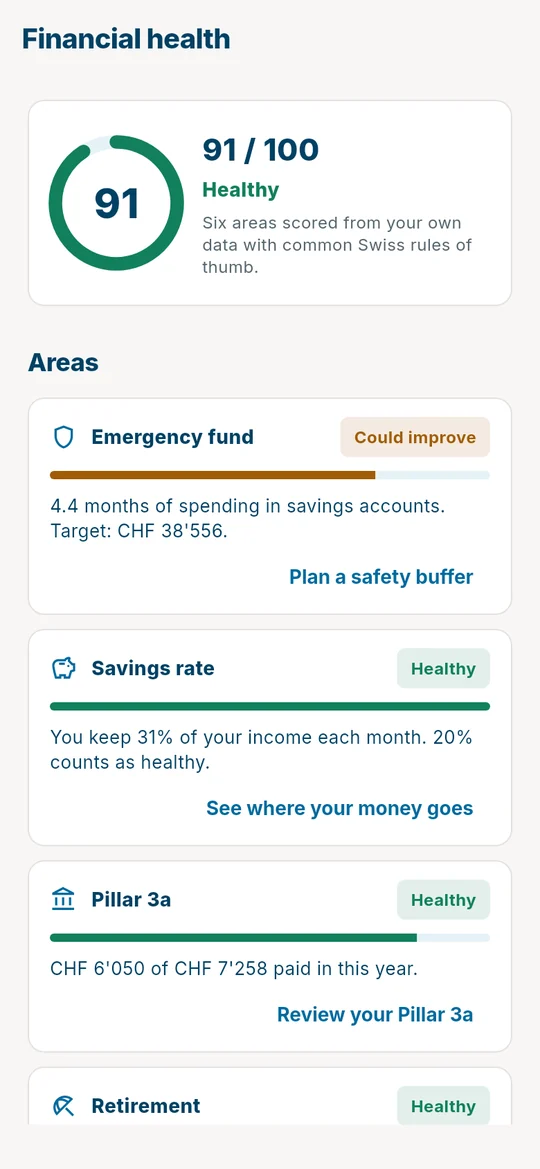 Financial health
91
91 / 100
Healthy
Six areas scored from your own
data with common Swiss rules of
thumb.
Areas
Emergency fund
Could improve
4.4 months of spending in savings accounts.
Target: CHF 38'556.
Plan a safety buffer
Savings rate
Healthy
You keep 31% of your income each month. 20%
counts as healthy.
See where your money goes
Pillar 3a
Healthy
CHF 6'050 of CHF 7'258 paid in this year.
Review your Pillar 3a
Retirement
Healthy